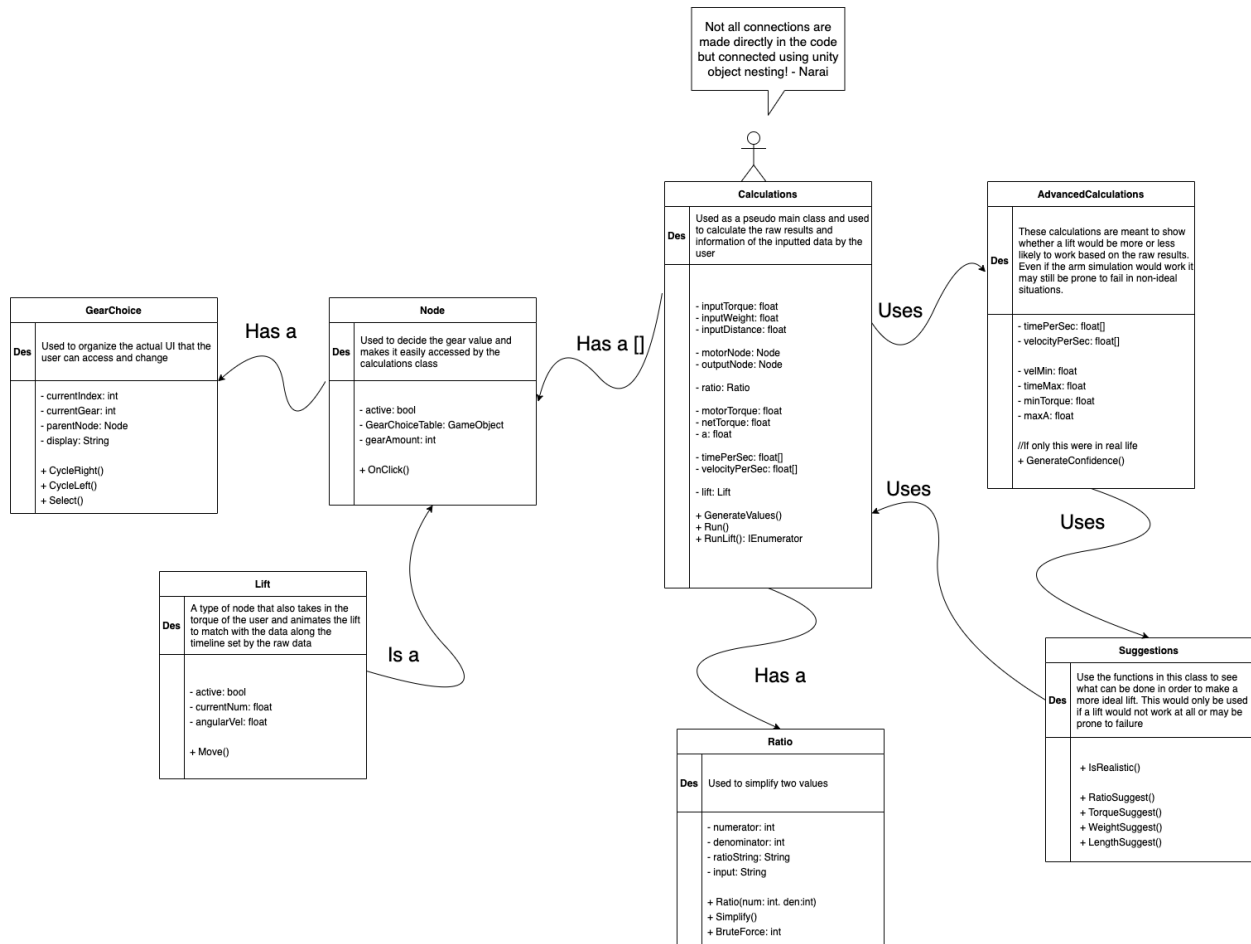 Not all connections are
made directly in the code
but connected using unity
object nesting! - Narai
Calculations
Des
Used as a pseudo main class and used
to calculate the raw results and
information of the inputted data by the
user
- inputTorque: float
- inputWeight: float
- inputDistance: float
- motorNode: Node
- outputNode: Node
- ratio: Ratio
- motorTorque: float
- netTorque: float
- a: float
- timePerSec: float[]
- velocityPerSec: float[]
- lift: Lift
+ GenerateValues()
+ Run()
+ RunLift(): IEnumerator
AdvancedCalculations
Des
These calculations are meant to show
whether a lift would be more or less
likely to work based on the raw results.
Even if the arm simulation would work it
may still be prone to fail in non-ideal
situations.
- timePerSec: float[]
- velocityPerSec: float[]
- velMin: float
- timeMax: float
- minTorque: float
- maxA: float
//If only this were in real life
+ GenerateConfidence()
Uses
GearChoice
Des
Used to organize the actual UI that the
user can access and change
- currentIndex: int
- currentGear: int
- parentNode: Node
- display: String
+ CycleRight()
+ CycleLeft()
+ Select()
Has a
Node
Des
Used to decide the gear value and
makes it easily accessed by the
calculations class
- active: bool
- GearChoiceTable: GameObject
- gearAmount: int
+ OnClick()
Has a []
Uses
Uses
Lift
Des
A type of node that also takes in the
torque of the user and animates the lift
to match with the data along the
timeline set by the raw data
- active: bool
- currentNum: float
- angularVel: float
+ Move()
Is a
Has a
Suggestions
Des
Use the functions in this class to see
what can be done in order to make a
more ideal lift. This would only be used
if a lift would not work at all or may be
prone to failure
+ IsRealistic()
+ RatioSuggest()
+ TorqueSuggest()
+ WeightSuggest()
+ LengthSuggest()
Ratio
Des
Used to simplify two values
- numerator: int
- denominator: int
- ratioString: String
- input: String
+ Ratio(num: int. den:int)
+ Simplify()
+ BruteForce: int